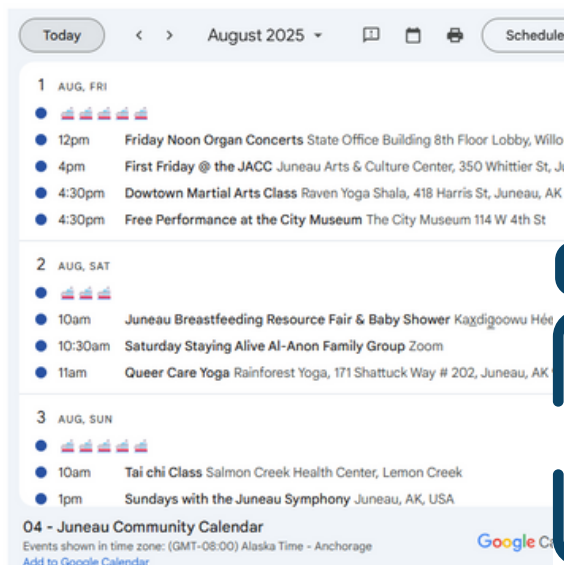 Today < > August 2025 Schedule
1 AUG, FRI
🚢🚢🚢🚢🚢
12pm Friday Noon Organ Concerts State Office Building 8th Floor Lobby,
4pm First Friday @ the JACC Juneau Arts & Culture Center, 350 Whittier St,
4:30pm Dowtown Martial Arts Class Raven Yoga Shala, 418 Harris St, Juneau, AK
4:30pm Free Performance at the City Museum The City Museum 114 W 4th St
2 AUG, SAT
🚢🚢🚢
10am Juneau Breastfeeding Resource Fair & Baby Shower Kax̱dig̱oowu
10:30am Saturday Staying Alive Al-Anon Family Group Zoom
11am Queer Care Yoga Rainforest Yoga, 171 Shattuck Way # 202, Juneau, AK
3 AUG, SUN
🚢🚢🚢🚢🚢
10am Tai chi Class Salmon Creek Health Center, Lemon Creek
1pm Sundays with the Juneau Symphony Juneau, AK, USA
04 - Juneau Community Calendar
Events shown in time zone: (GMT-08:00) Alaska Time - Anchorage
Google
Add to Google Calendar